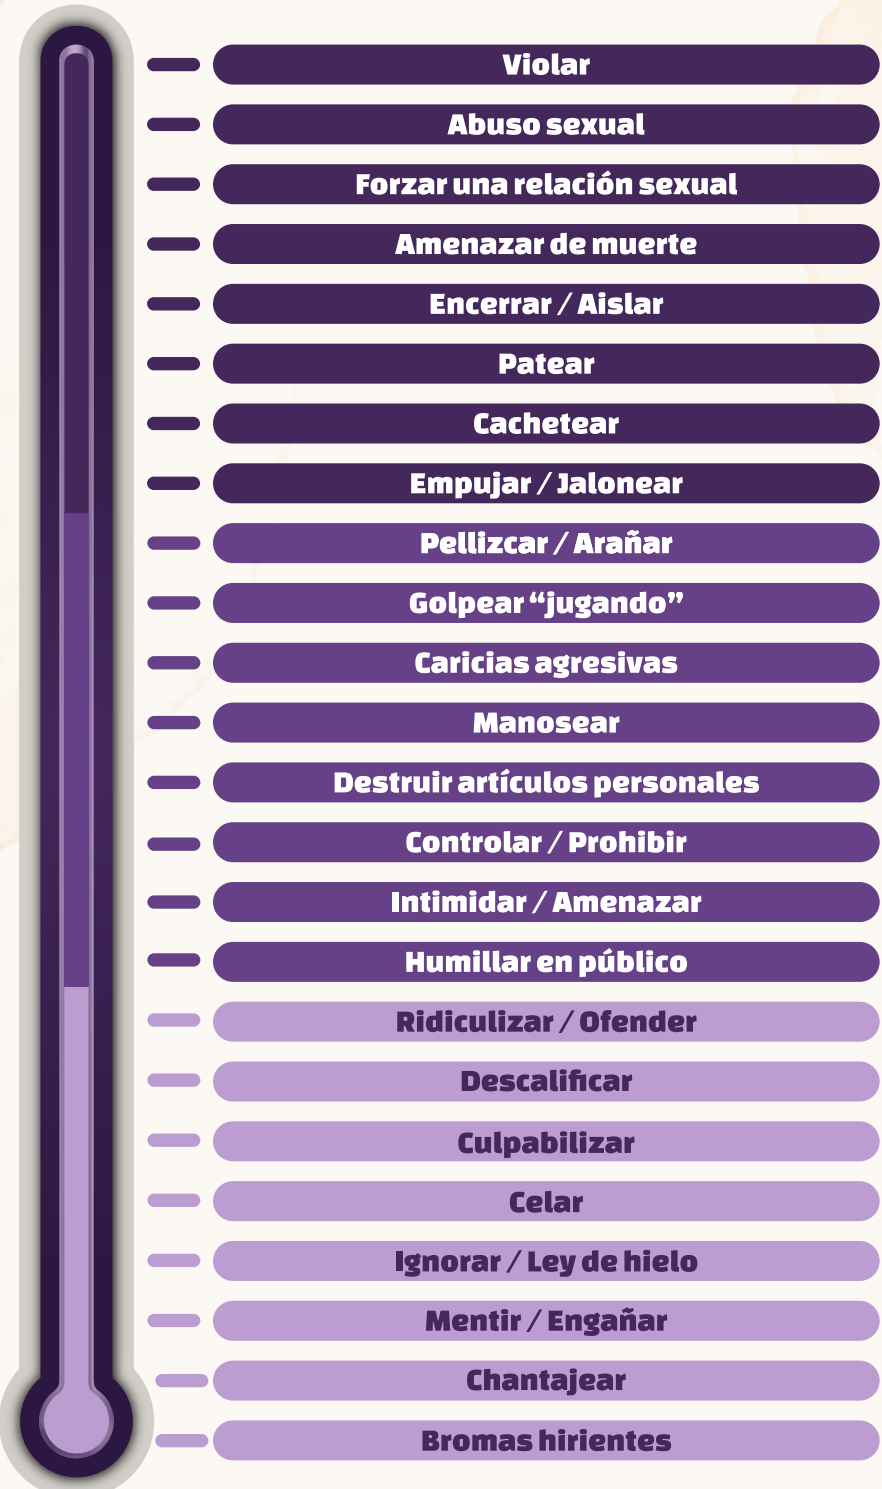 Violar
Abuso sexual
Forzar una relación sexual
Amenazar de muerte
Encerrar / Aislar
Patear
Cachetear
Empujar / Jalonear
Pellizcar / Arañar
Golpear “jugando”
Caricias agresivas
Manosear
Destruir artículos personales
Controlar / Prohibir
Intimidar / Amenazar
Humillar en público
Ridiculizar / Ofender
Descalificar
Culpabilizar
Celar
Ignorar / Ley de hielo
Mentir / Engañar
Chantajear
Bromas hirientes